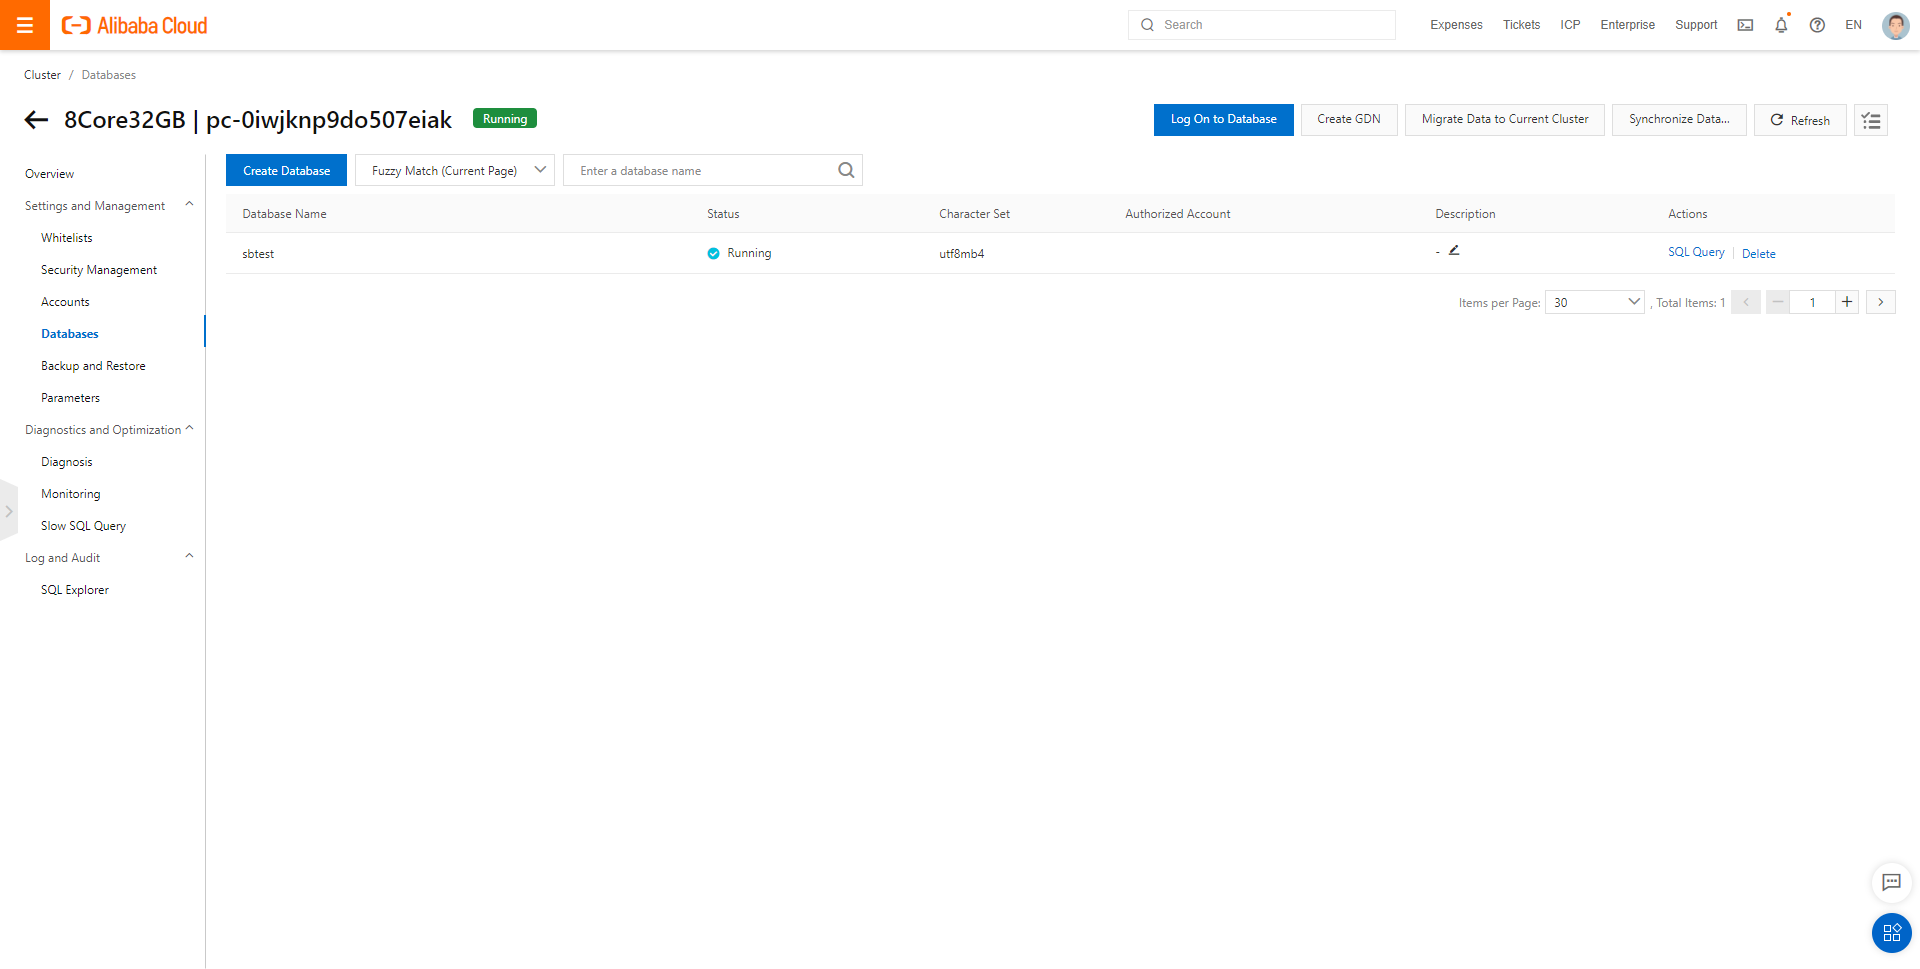 Alibaba Cloud
Search
Expenses
Tickets
ICP
Enterprise
Support
EN
Cluster / Databases
8Core32GB | pc-0iwjknp9do507eiak
Running
Log On to Database
Create GDN
Migrate Data to Current Cluster
Synchronize Data...
Refresh
Overview
Settings and Management
Whitelists
Security Management
Accounts
Databases
Backup and Restore
Parameters
Diagnostics and Optimization
Diagnosis
Monitoring
Slow SQL Query
Log and Audit
SQL Explorer
Create Database
Fuzzy Match (Current Page)
Enter a database name
Database Name Status Character Set Authorized Account Description Actions
sbtest Running utf8mb4 - SQL Query Delete
Items per Page: 30 , Total Items: 1 1